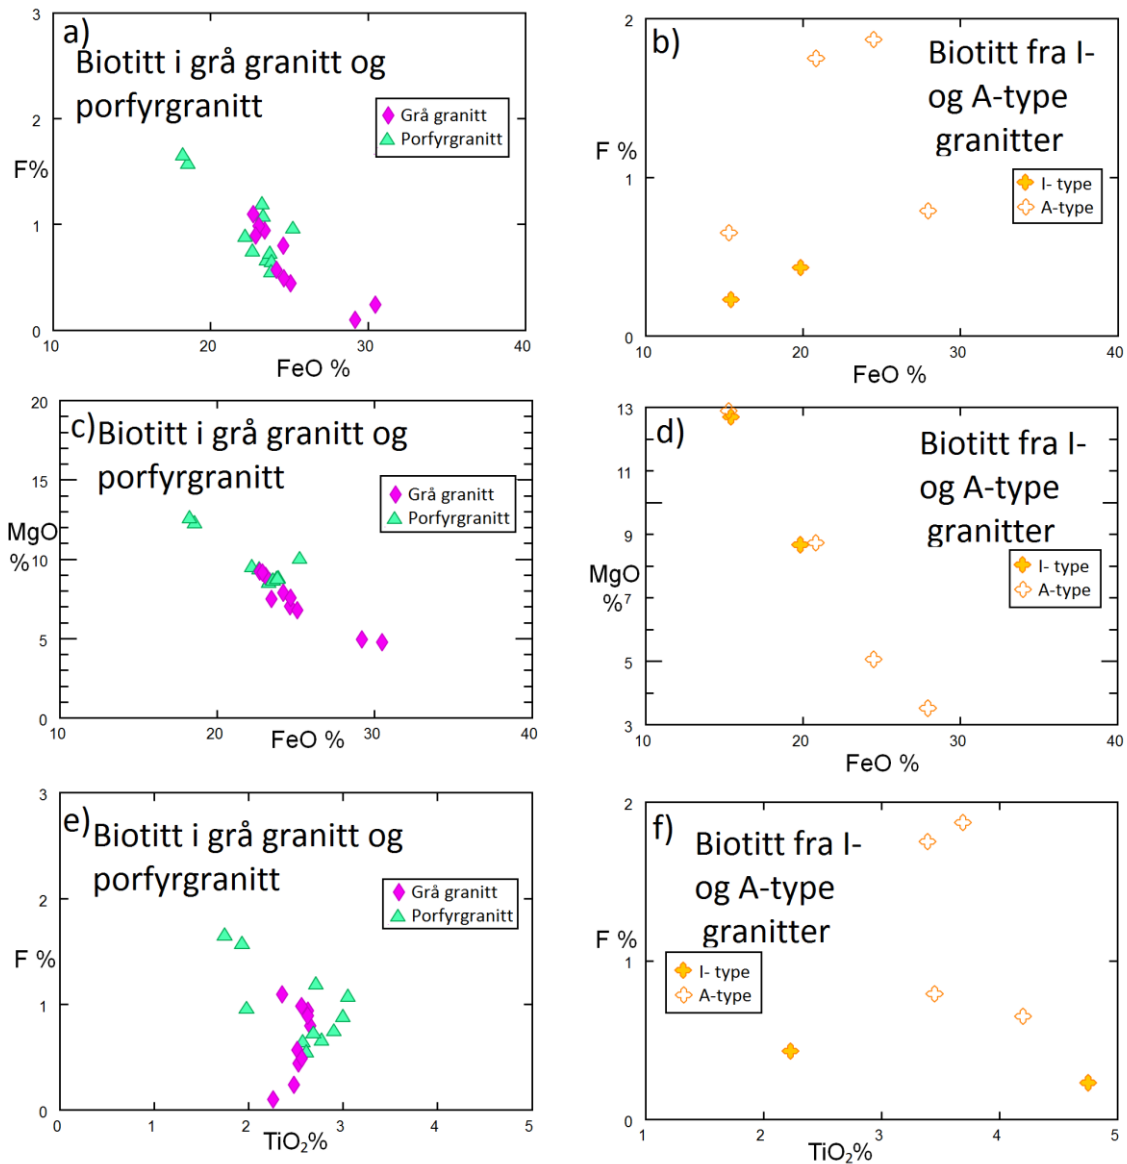 a)
Biotitt i grå granitt og
porfyrgranitt
Grå granitt
Porfyrgranitt
F%
3
2
1
0
10 20 30 40
FeO %
b)
Biotitt fra I-
og A-type
granitter
I- type
A-type
F %
2
1
0
10 20 30 40
FeO %
c)
Biotitt i grå granitt og
porfyrgranitt
Grå granitt
Porfyrgranitt
MgO
%
20
15
10
5
0
10 20 30 40
FeO %
d)
Biotitt fra I-
og A-type
granitter
I- type
A-type
MgO
%
13
11
9
7
5
3
10 20 30 40
FeO %
e)
Biotitt i grå granitt og
porfyrgranitt
Grå granitt
Porfyrgranitt
F %
3
2
1
0
0 1 2 3 4 5
TiO₂%
f)
Biotitt fra I-
og A-type
granitter
I- type
A-type
F %
2
1
0
1 2 3 4 5
TiO₂%